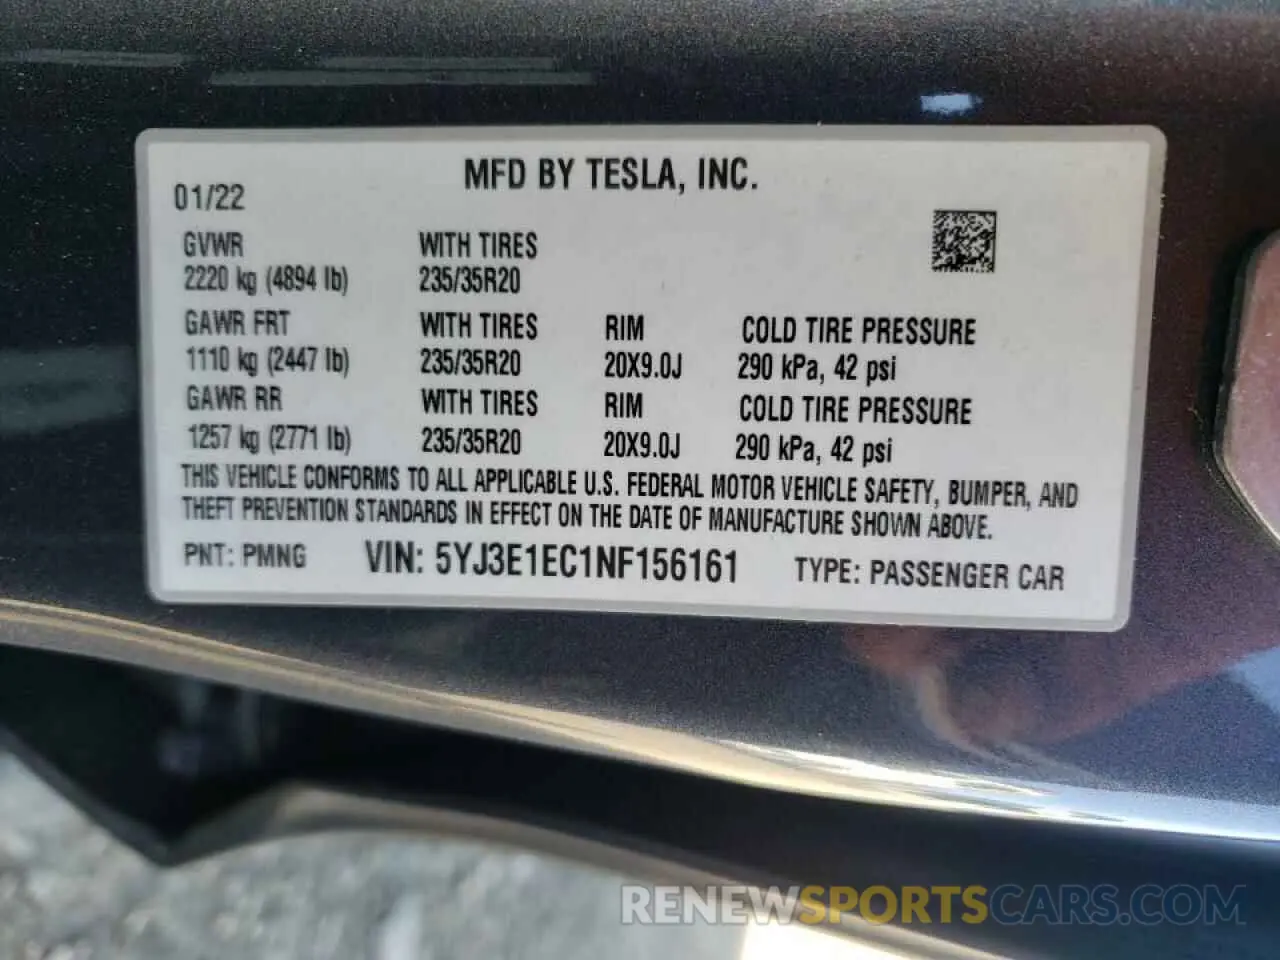 MFD BY TESLA, INC.
01/22
GVWR WITH TIRES
2220 kg (4894 lb) 235/35R20
GAWR FRT WITH TIRES RIM COLD TIRE PRESSURE
1110 kg (2447 lb) 235/35R20 20X9.0J 290 kPa, 42 psi
GAWR RR WITH TIRES RIM COLD TIRE PRESSURE
1257 kg (2771 lb) 235/35R20 20X9.0J 290 kPa, 42 psi
THIS VEHICLE CONFORMS TO ALL APPLICABLE U.S. FEDERAL MOTOR VEHICLE SAFETY, BUMPER, AND
THEFT PREVENTION STANDARDS IN EFFECT ON THE DATE OF MANUFACTURE SHOWN ABOVE.
PNT: PMNG VIN: 5YJ3E1EC1NF156161 TYPE: PASSENGER CAR
RENEWSPORTSCARS.COM